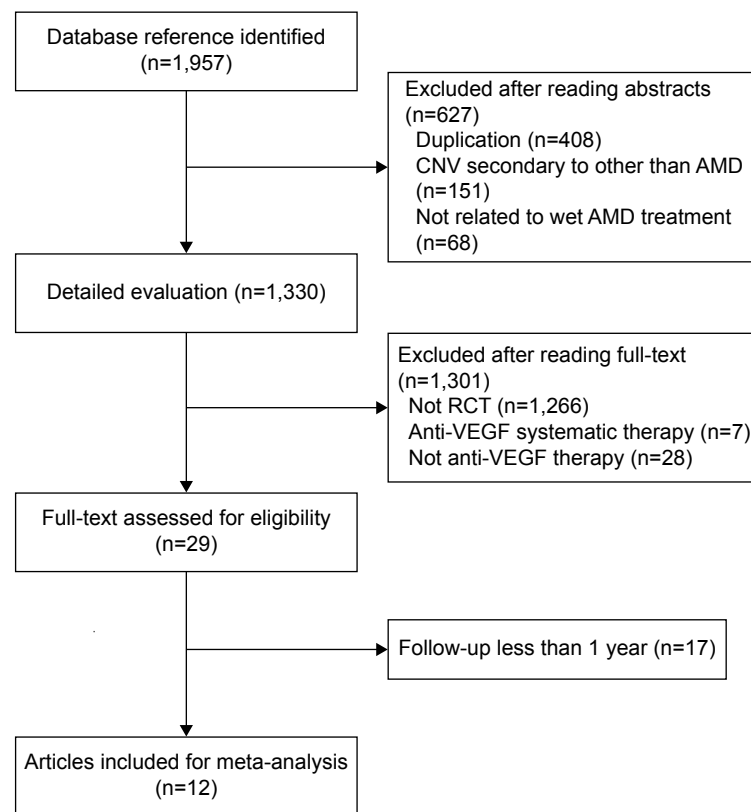 Database reference identified
(n=1,957)
Excluded after reading abstracts
(n=627)
Duplication (n=408)
CNV secondary to other than AMD
(n=151)
Not related to wet AMD treatment
(n=68)
Detailed evaluation (n=1,330)
Excluded after reading full-text
(n=1,301)
Not RCT (n=1,266)
Anti-VEGF systematic therapy (n=7)
Not anti-VEGF therapy (n=28)
Full-text assessed for eligibility
(n=29)
Follow-up less than 1 year (n=17)
Articles included for meta-analysis
(n=12)